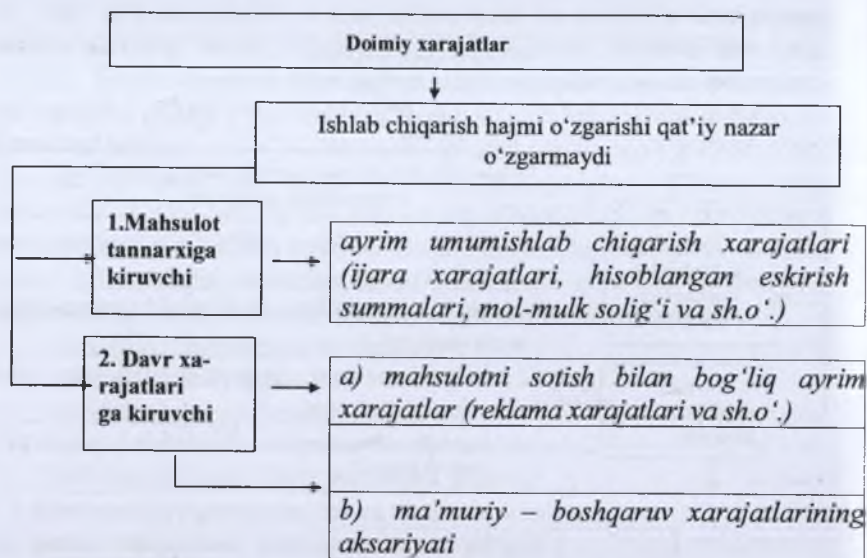 Doimiy xarajatlar
Ishlab chiqarish hajmi o‘zgarishi qat’iy nazar
o‘zgarmaydi
1.Mahsulot
tannarxiga
kiruvchi
ayrim umumishlab chiqarish xarajatlari
(ijara xarajatlari, hisoblangan eskirish
summalari, mol-mulk solig‘i va sh.o‘.)
2. Davr xa-
rajatlari
ga kiruvchi
a) mahsulotni sotish bilan bog‘liq ayrim
xarajatlar (reklama xarajatlari va sh.o‘.)
b) ma’muriy – boshqaruv xarajatlarining
aksariyati